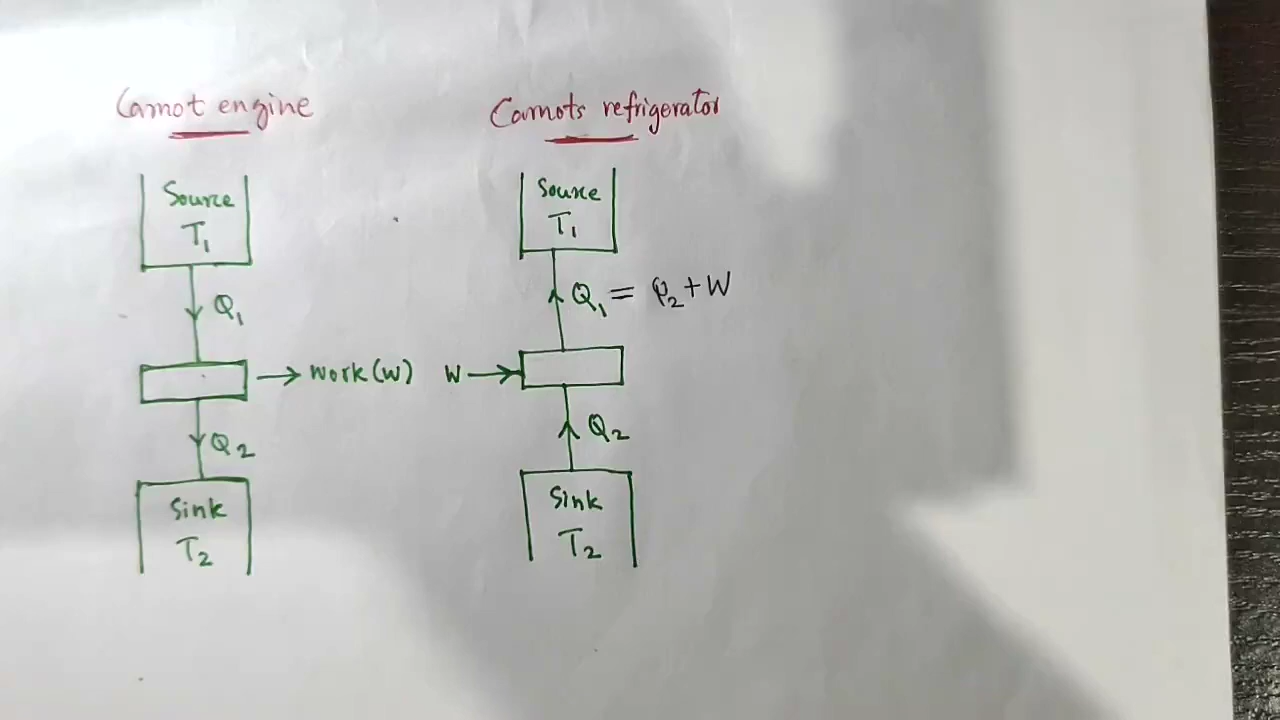 Carnot engine
Source
T₁
Q₁
Work(W)
Q₂
Sink
T₂
Carnots refrigerator
Source
T₁
Q₁ = Q₂+W
W
Q₂
Sink
T₂